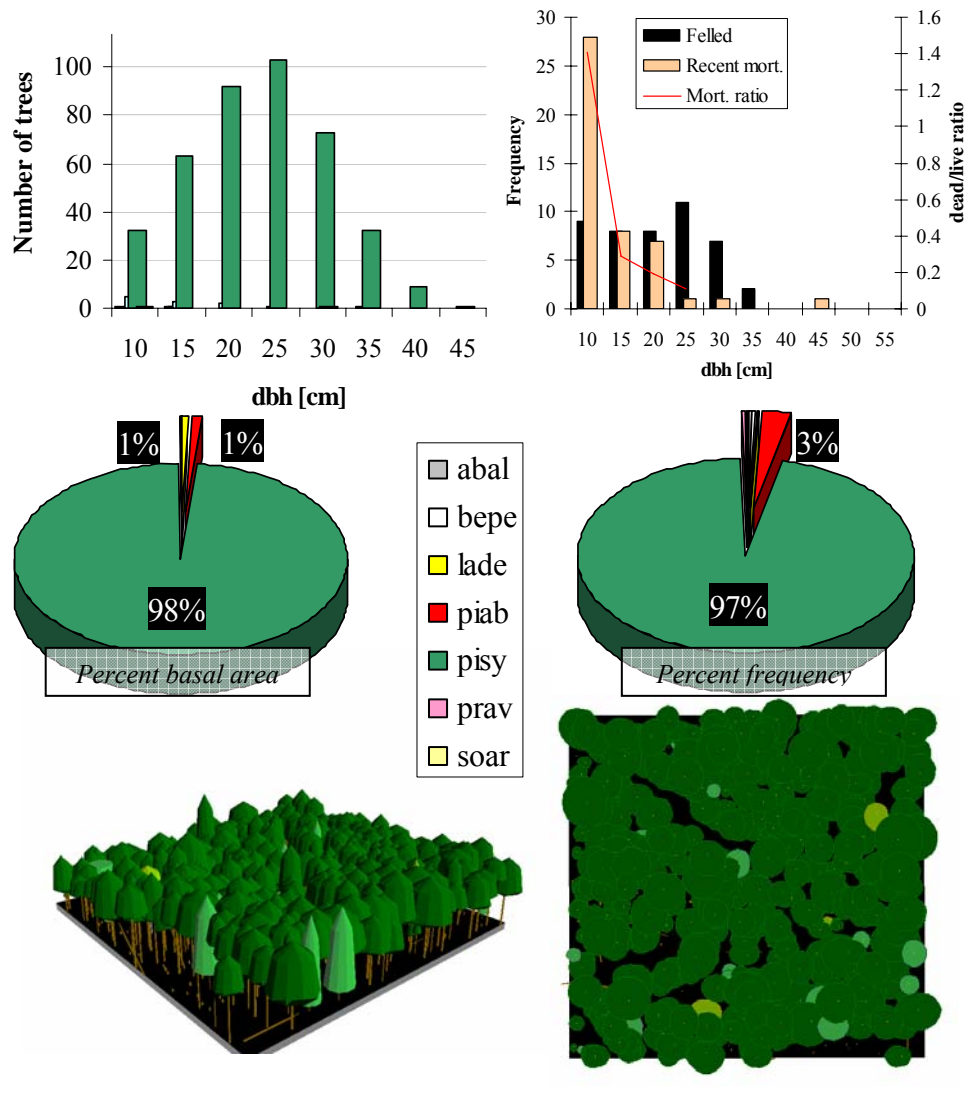 Number of trees
100
80
60
40
20
0
10 15 20 25 30 35 40 45
dbh [cm]
Frequency
30
25
20
15
10
5
0
Felled
Recent mort.
Mort. ratio
1.6
1.4
1.2
1
0.8
0.6
0.4
0.2
0
dead/live ratio
10 15 20 25 30 35 40 45 50 55
dbh [cm]
1% 1%
98%
Percent basal area
abal
bepe
lade
piab
pisy
prav
soar
3%
97%
Percent frequency